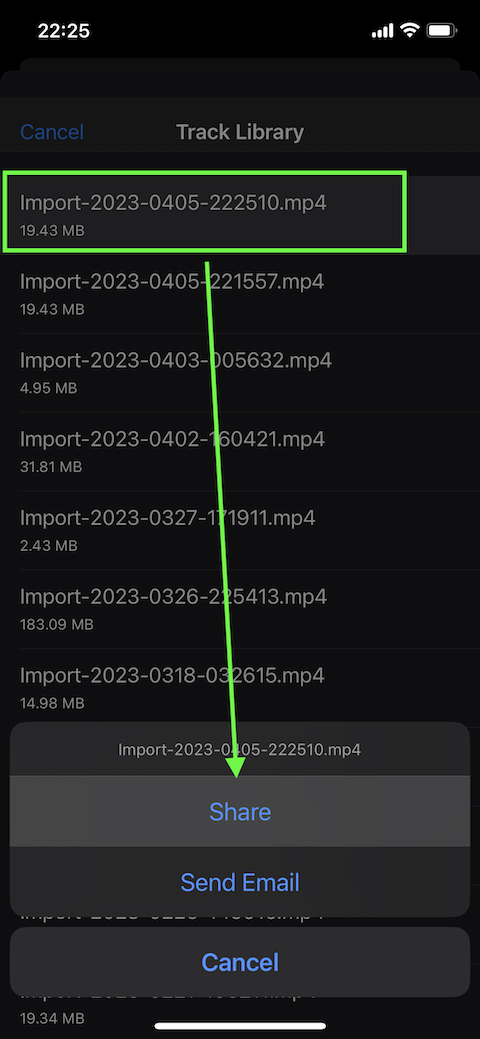 22:25
Cancel
Track Library
Import-2023-0405-222510.mp4
19.43 MB
Import-2023-0405-221557.mp4
19.43 MB
Import-2023-0403-005632.mp4
4.95 MB
Import-2023-0402-160421.mp4
31.81 MB
Import-2023-0327-171911.mp4
2.43 MB
Import-2023-0326-225413.mp4
183.09 MB
Import-2023-0318-032615.mp4
14.98 MB
Import-2023-0405-222510.mp4
Share
Send Email
Cancel
19.34 MB